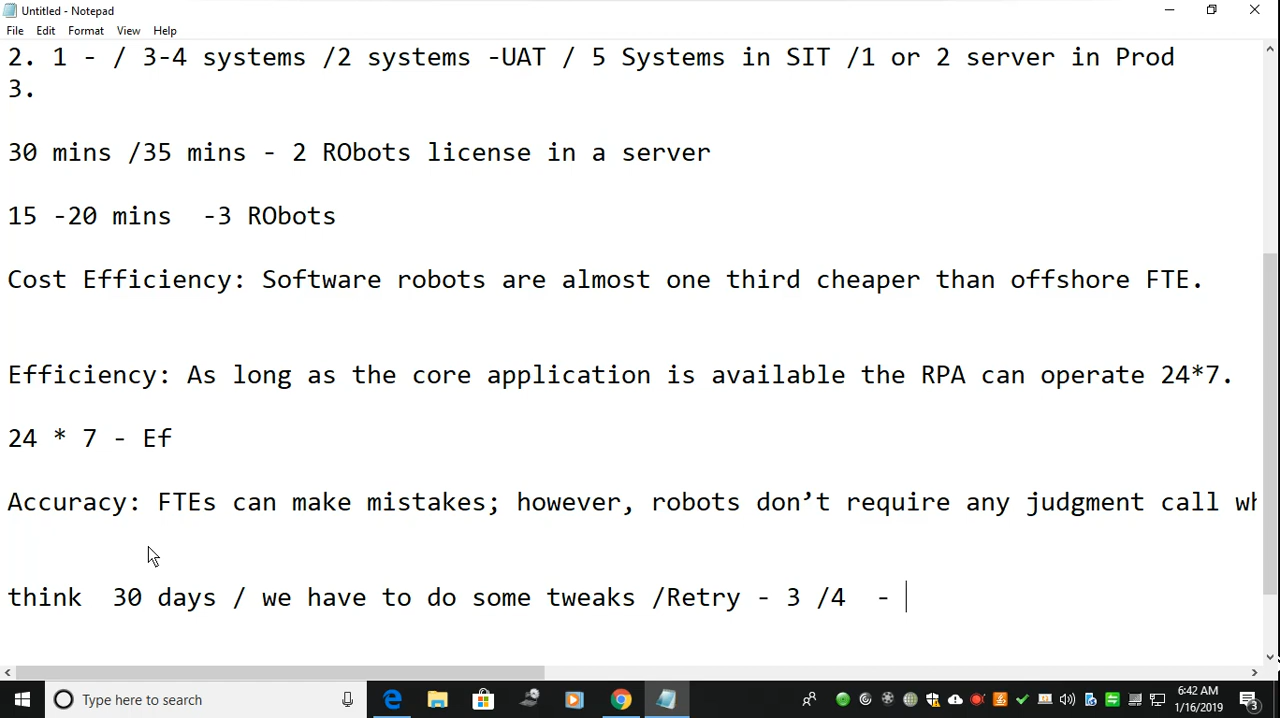 Untitled - Notepad
File Edit Format View Help
2. 1 - / 3-4 systems /2 systems -UAT / 5 Systems in SIT /1 or 2 server in Prod
3.
30 mins /35 mins - 2 RObots license in a server
15 -20 mins  -3 RObots
Cost Efficiency: Software robots are almost one third cheaper than offshore FTE.
Efficiency: As long as the core application is available the RPA can operate 24*7.
24 * 7 - Ef
Accuracy: FTEs can make mistakes; however, robots don’t require any judgment call wh
think  30 days / we have to do some tweaks /Retry - 3 /4  -
Type here to search
6:42 AM
1/16/2019
3